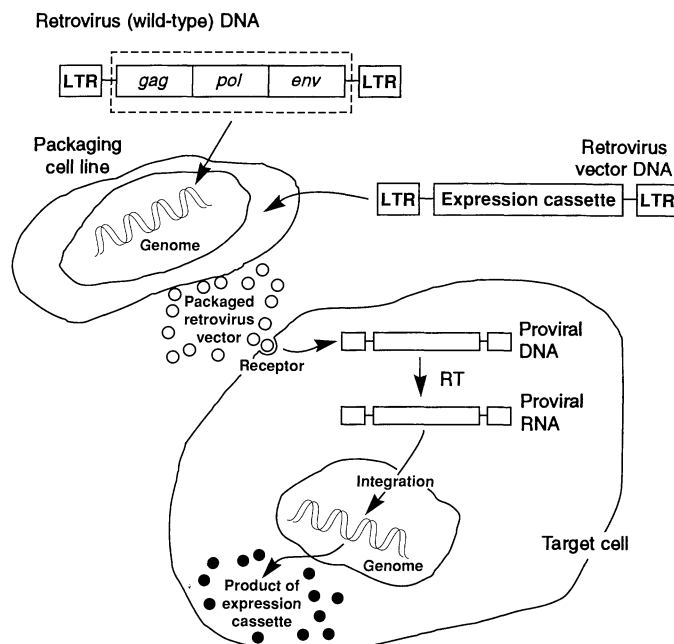 Retrovirus (wild-type) DNA
LTR
gag
pol
env
LTR
Packaging
cell line
Retrovirus
vector DNA
LTR
Expression cassette
LTR
Genome
Packaged
retrovirus
vector
Receptor
Proviral
DNA
RT
Proviral
RNA
Integration
Genome
Target cell
Product of
expression
cassette